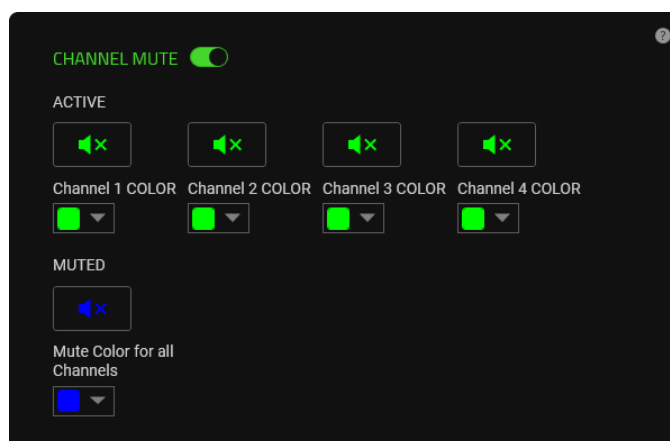 ?
CHANNEL MUTE
ACTIVE
Channel 1 COLOR Channel 2 COLOR Channel 3 COLOR Channel 4 COLOR
MUTED
Mute Color for all
Channels